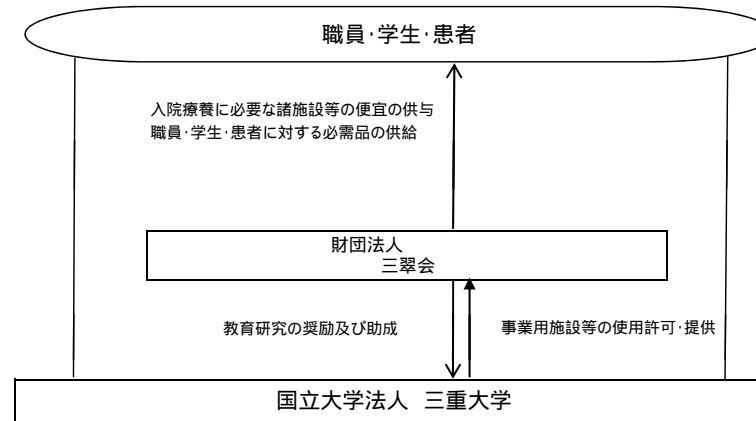 職員・学生・患者
入院療養に必要な諸施設等の便宜の供与
職員・学生・患者に対する必需品の供給
財団法人
三翠会
教育研究の奨励及び助成
事業用施設等の使用許可・提供
国立大学法人 三重大学